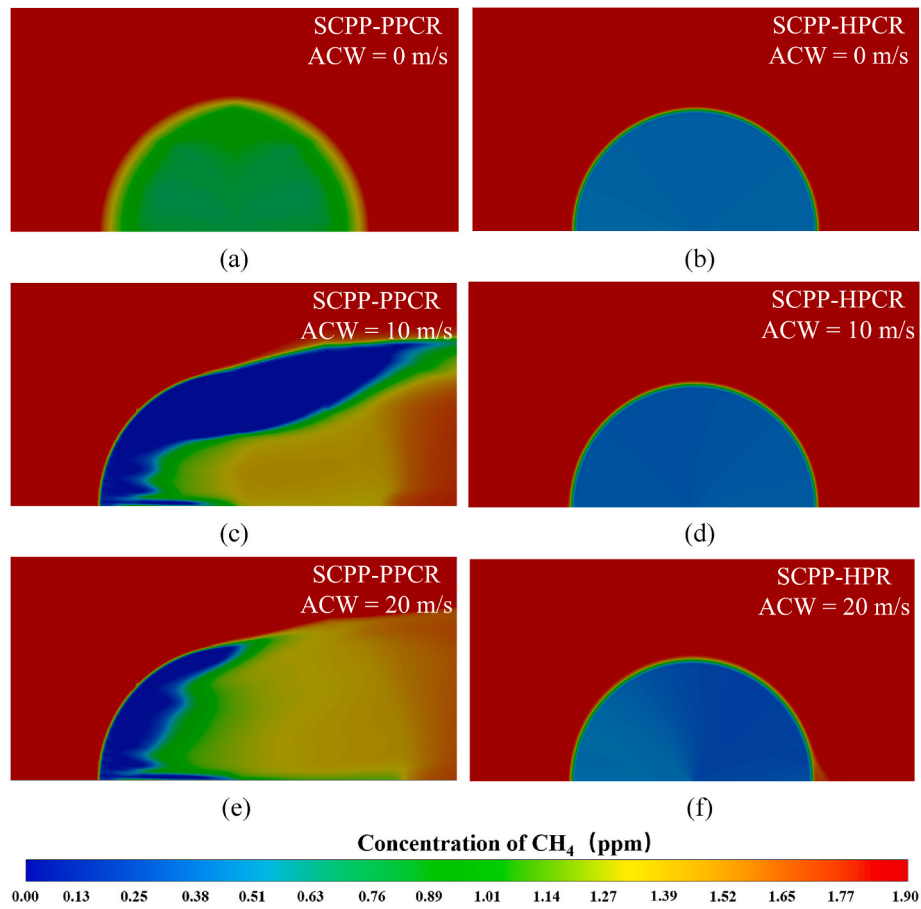 SCPP-PPCR
ACW = 0 m/s
SCPP-HPCR
ACW = 0 m/s
(a)
(b)
SCPP-PPCR
ACW = 10 m/s
SCPP-HPCR
ACW = 10 m/s
(c)
(d)
SCPP-PPCR
ACW = 20 m/s
SCPP-HPR
ACW = 20 m/s
(e)
(f)
Concentration of CH₄ (ppm)
0.00 0.13 0.25 0.38 0.51 0.63 0.76 0.89 1.01 1.14 1.27 1.39 1.52 1.65 1.77 1.90